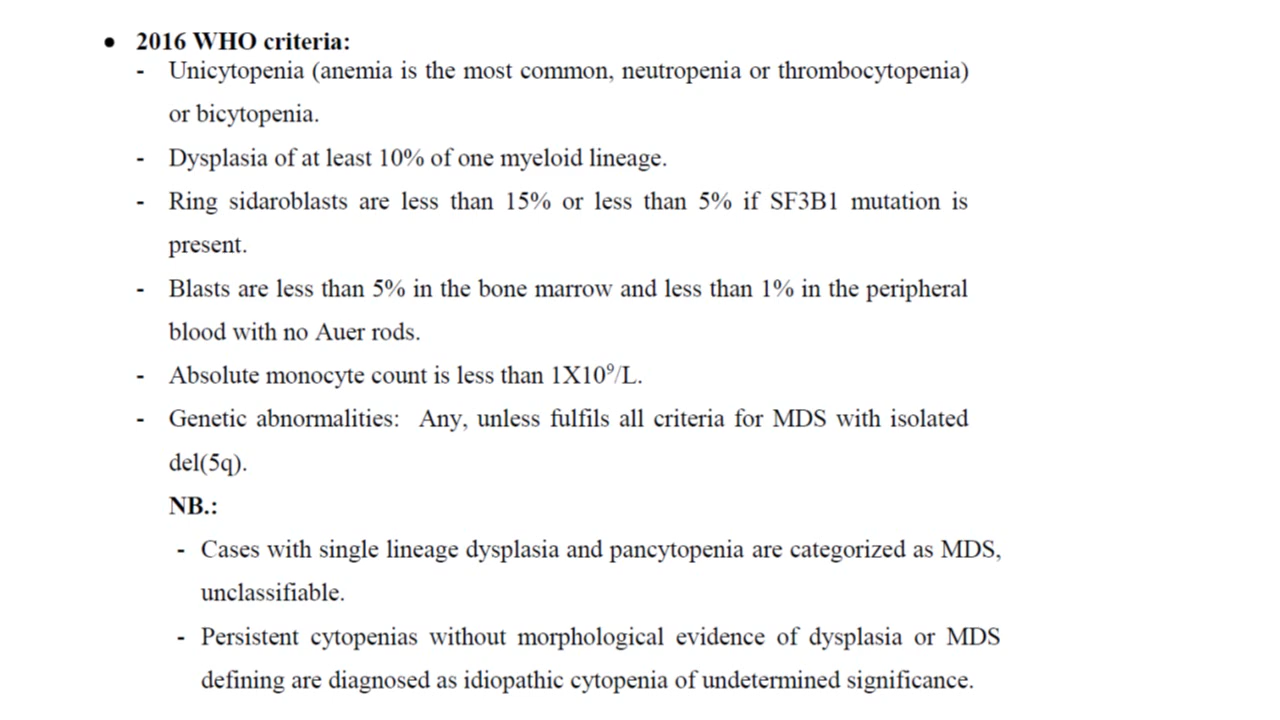 • 2016 WHO criteria:
- Unicytopenia (anemia is the most common, neutropenia or thrombocytopenia)
or bicytopenia.
- Dysplasia of at least 10% of one myeloid lineage.
- Ring sidaroblasts are less than 15% or less than 5% if SF3B1 mutation is
present.
- Blasts are less than 5% in the bone marrow and less than 1% in the peripheral
blood with no Auer rods.
- Absolute monocyte count is less than 1X10⁹/L.
- Genetic abnormalities: Any, unless fulfils all criteria for MDS with isolated
del(5q).
NB.:
- Cases with single lineage dysplasia and pancytopenia are categorized as MDS,
unclassifiable.
- Persistent cytopenias without morphological evidence of dysplasia or MDS
defining are diagnosed as idiopathic cytopenia of undetermined significance.